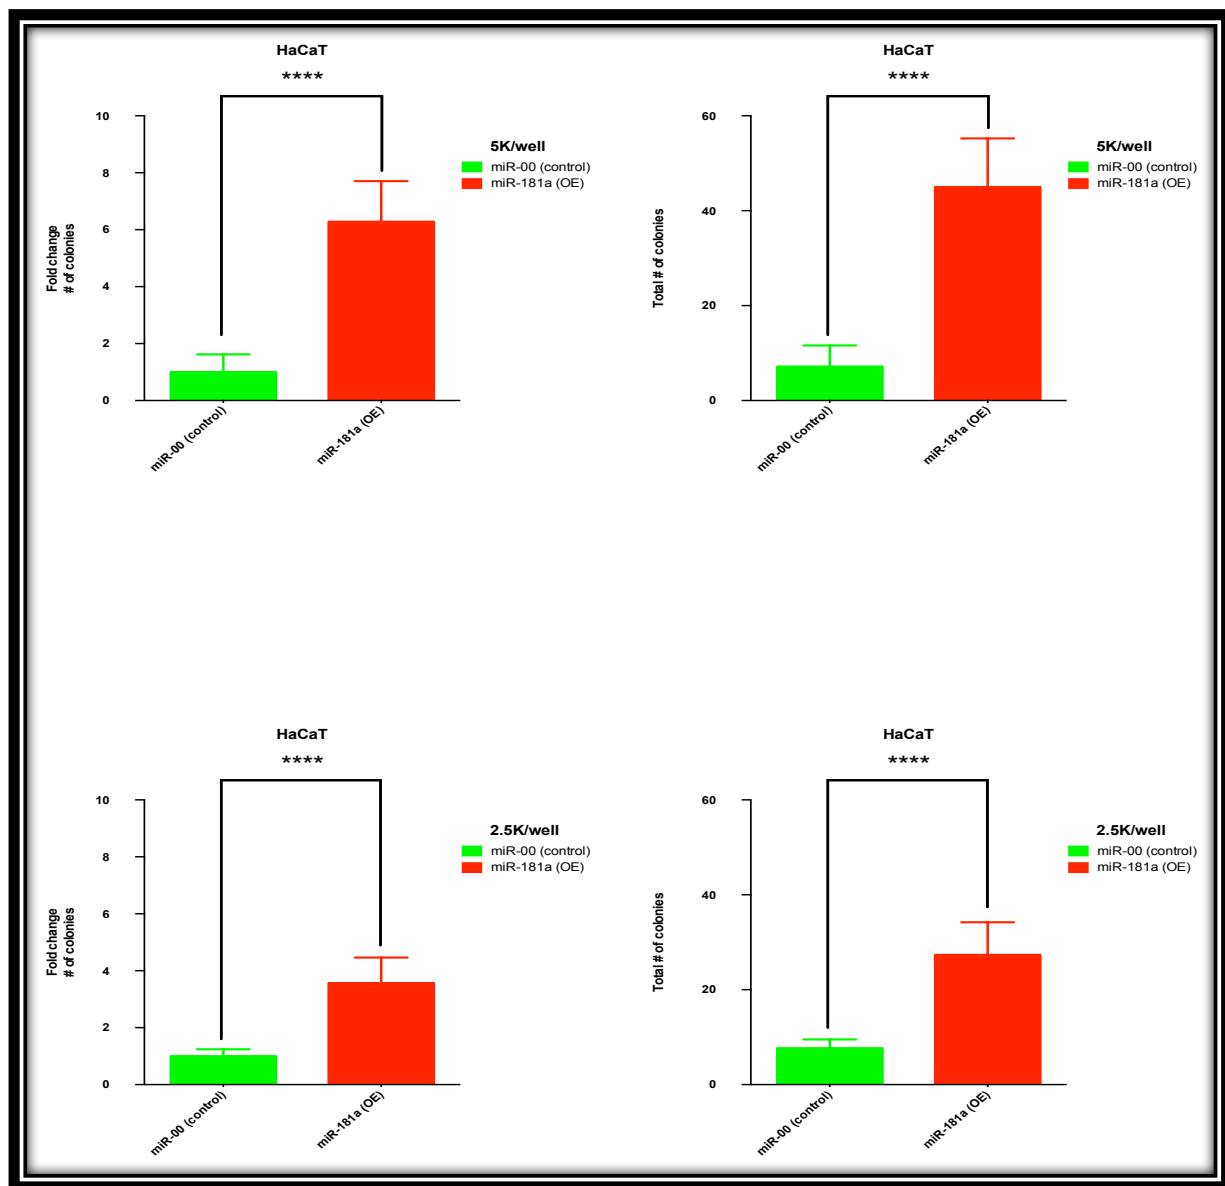 HaCaT
****
10
8
6
4
2
0
Fold change
# of colonies
5K/well
miR-00 (control)
miR-181a (OE)
miR-00 (control)
miR-181a (OE)
HaCaT
****
60
40
20
0
Total # of colonies
5K/well
miR-00 (control)
miR-181a (OE)
miR-00 (control)
miR-181a (OE)
HaCaT
****
10
8
6
4
2
0
Fold change
# of colonies
2.5K/well
miR-00 (control)
miR-181a (OE)
miR-00 (control)
miR-181a (OE)
HaCaT
****
60
40
20
0
Total # of colonies
2.5K/well
miR-00 (control)
miR-181a (OE)
miR-00 (control)
miR-181a (OE)